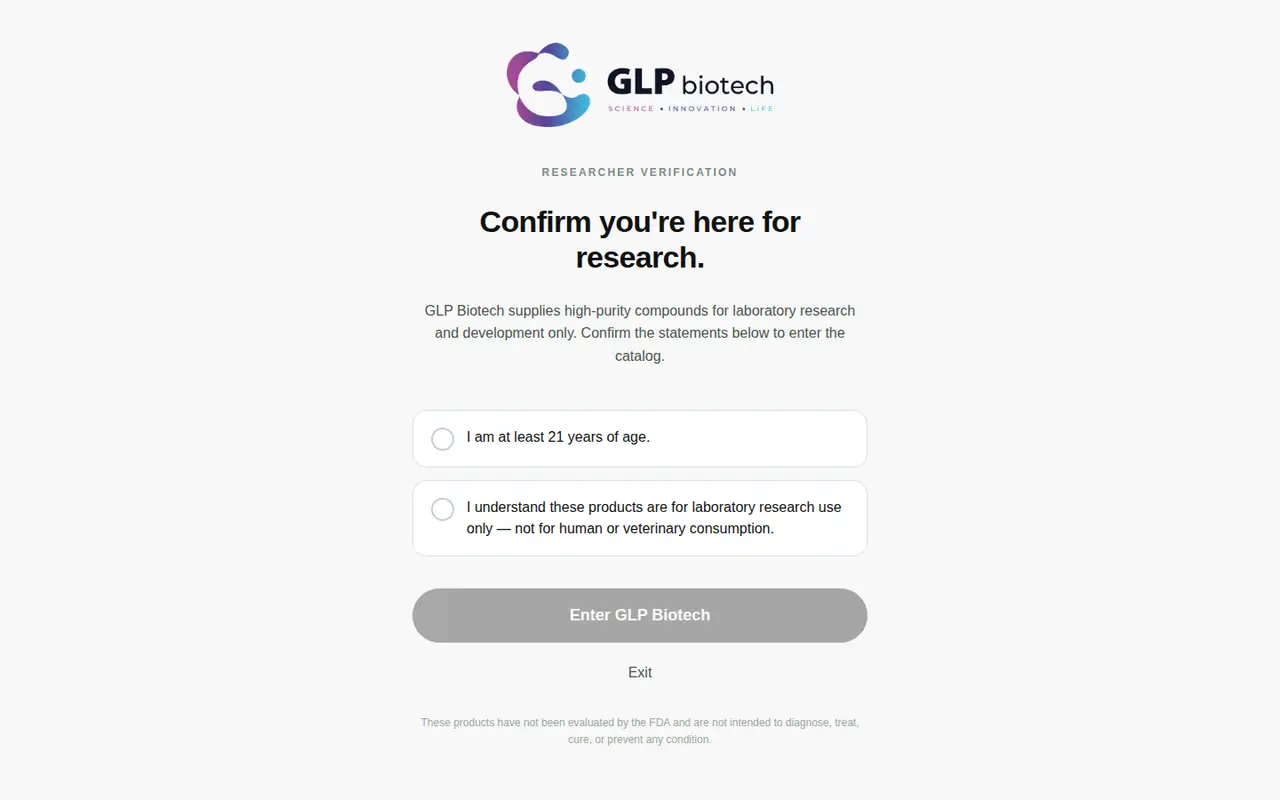 GLP biotech
SCIENCE • INNOVATION • LIFE
RESEARCHER VERIFICATION
Confirm you're here for
research.
GLP Biotech supplies high-purity compounds for laboratory research
and development only. Confirm the statements below to enter the
catalog.
I am at least 21 years of age.
I understand these products are for laboratory research use
only — not for human or veterinary consumption.
Enter GLP Biotech
Exit
These products have not been evaluated by the FDA and are not intended to diagnose, treat,
cure, or prevent any condition.